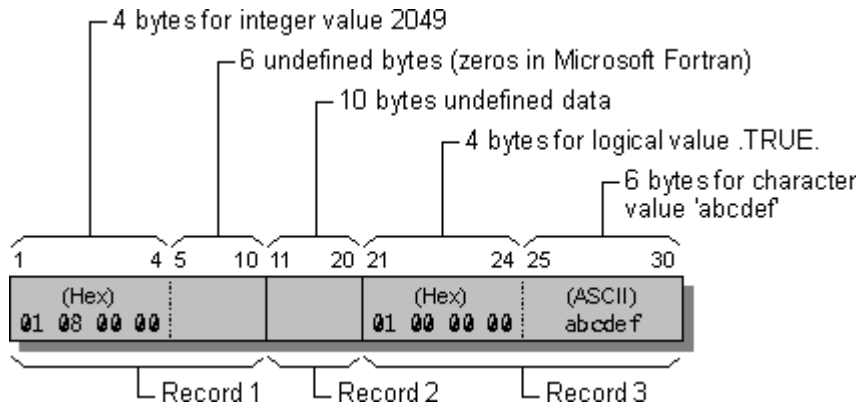 4 bytes for integer value 2049
6 undefined bytes (zeros in Microsoft Fortran)
10 bytes undefined data
4 bytes for logical value .TRUE.
6 bytes for character
value 'abcdef'
1 4 5 10 11 20 21 24 25 30
(Hex) (Hex) (ASCII)
01 08 00 00 01 00 00 00 abcdef
Record 1 Record 2 Record 3